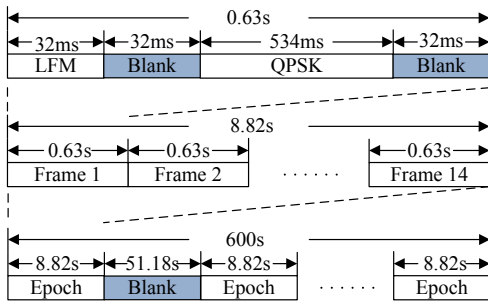 0.63s
32ms 32ms 534ms 32ms
LFM Blank QPSK Blank
8.82s
0.63s 0.63s 0.63s
Frame 1 Frame 2 ...... Frame 14
600s
8.82s 51.18s 8.82s 8.82s
Epoch Blank Epoch ...... Epoch